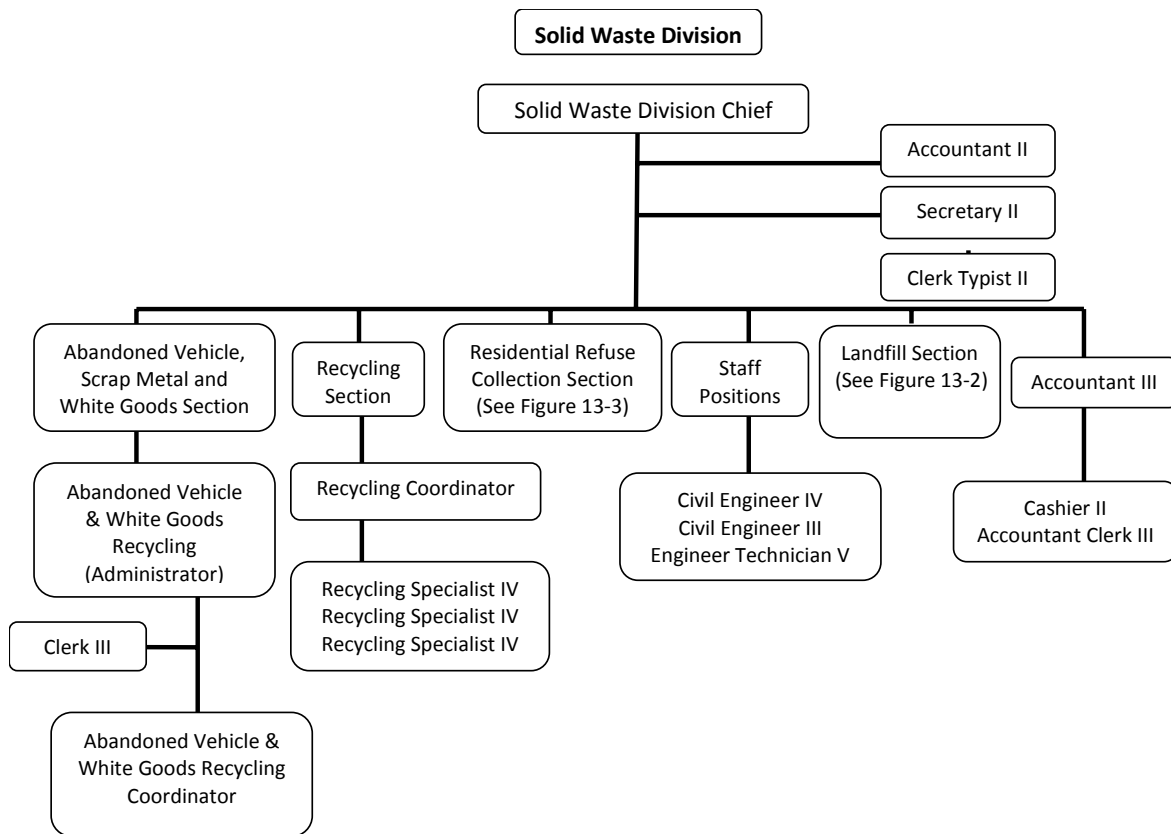 Solid Waste Division
Solid Waste Division Chief
Accountant II
Secretary II
Clerk Typist II
Abandoned Vehicle,
Scrap Metal and
White Goods Section
Recycling
Section
Residential Refuse
Collection Section
(See Figure 13-3)
Staff
Positions
Landfill Section
(See Figure 13-2)
Accountant III
Abandoned Vehicle
& White Goods
Recycling
(Administrator)
Recycling Coordinator
Civil Engineer IV
Civil Engineer III
Engineer Technician V
Cashier II
Accountant Clerk III
Recycling Specialist IV
Recycling Specialist IV
Recycling Specialist IV
Clerk III
Abandoned Vehicle &
White Goods Recycling
Coordinator